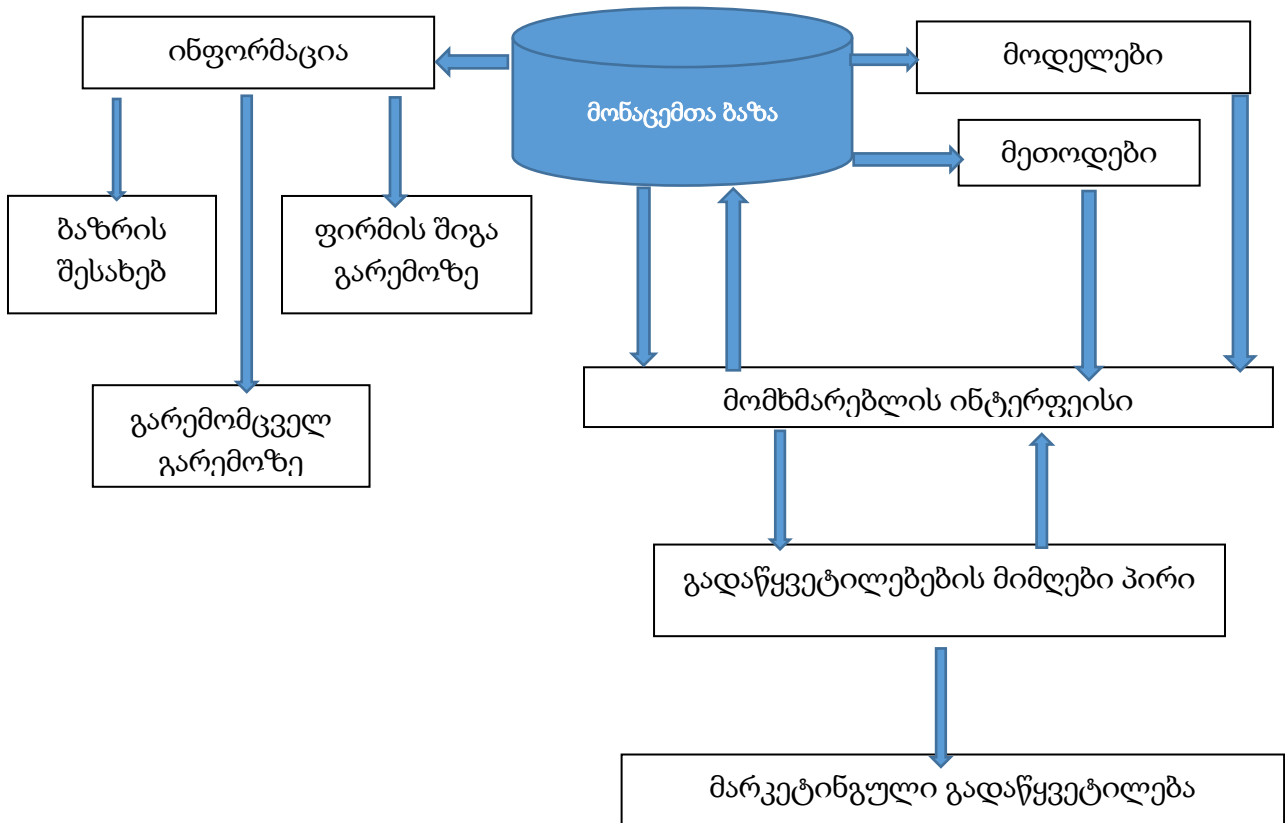 ინფორმაცია
მონაცემთა ბაზა
მოდელები
მეთოდები
ბაზრის
შესახებ
ფირმის შიგა
გარემოზე
გარემომცველ
გარემოზე
მომხმარებლის ინტერფეისი
გადაწყვეტილებების მიმღები პირი
მარკეტინგული გადაწყვეტილება